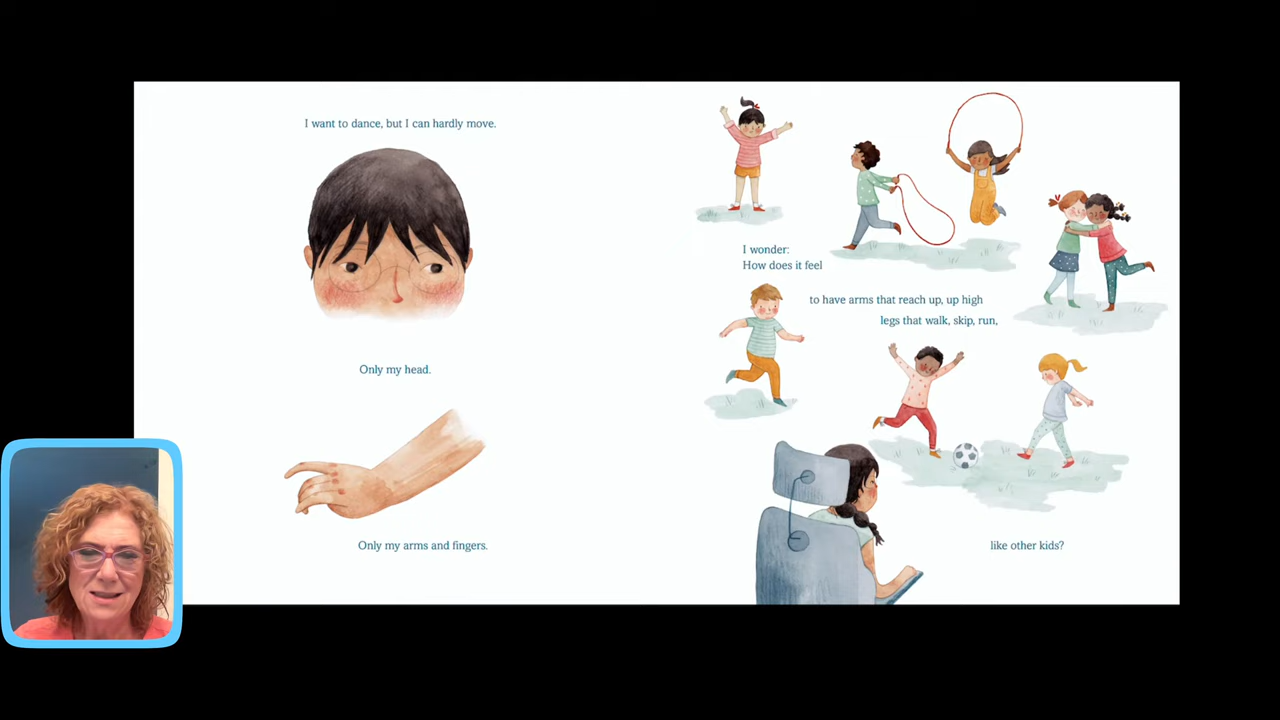 I want to dance, but I can hardly move.
Only my head.
Only my arms and fingers.
I wonder:
How does it feel
to have arms that reach up, up high
legs that walk, skip, run,
like other kids?